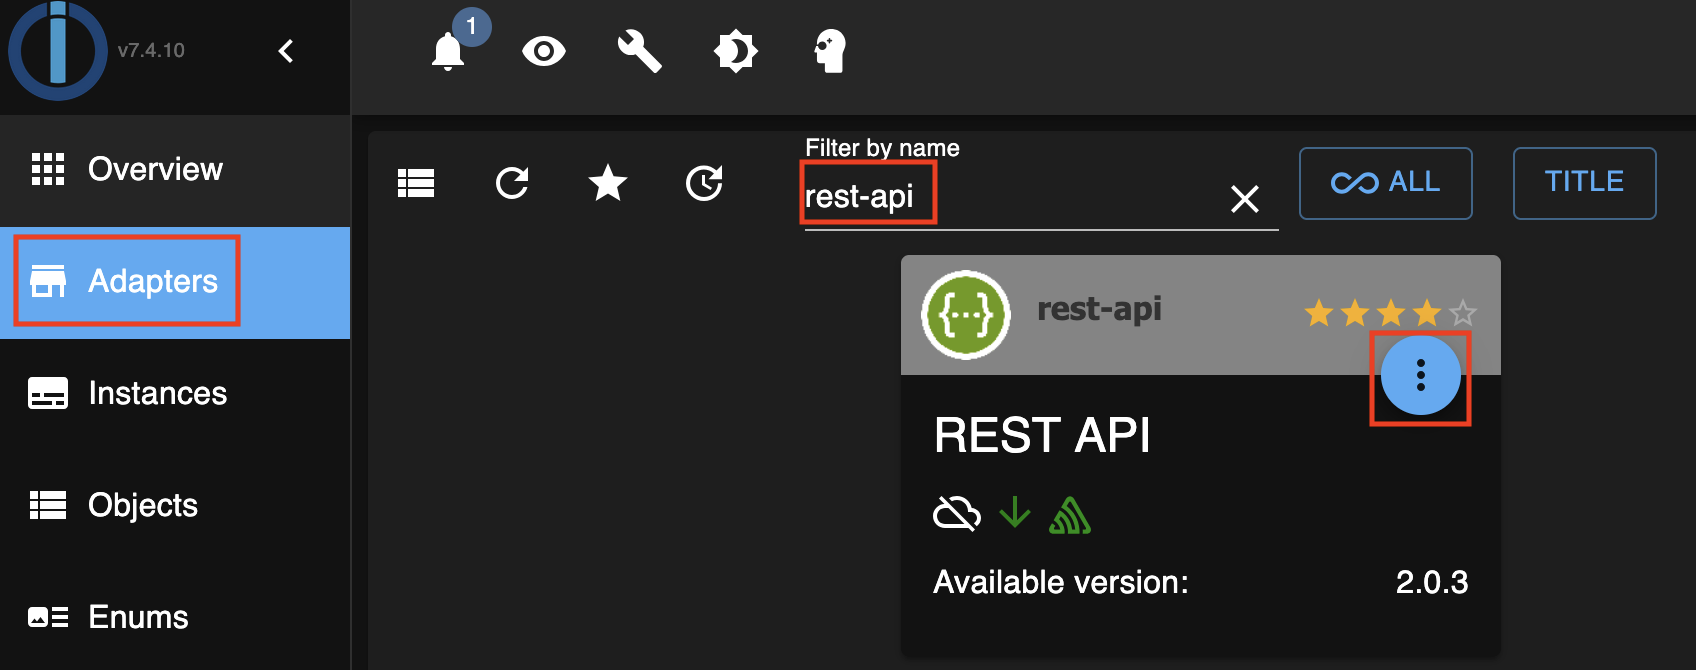 v7.4.10
1
Overview
Adapters
Instances
Objects
Enums
Filter by name
rest-api
ALL
TITLE
rest-api
REST API
Available version: 2.0.3